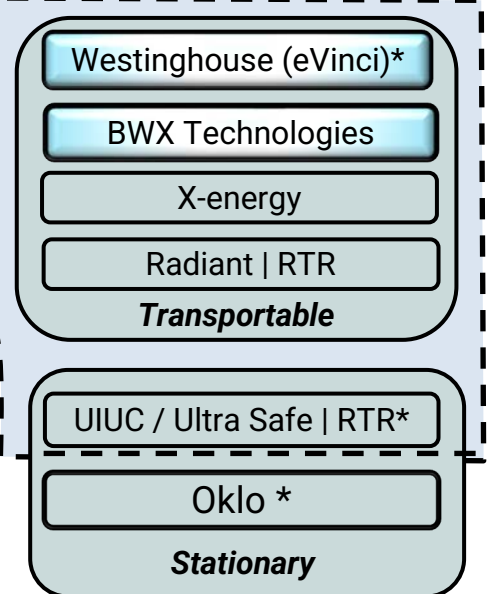 Westinghouse (eVinci)*
BWX Technologies
X-energy
Radiant | RTR
Transportable
UIUC / Ultra Safe | RTR*
Oklo *
Stationary